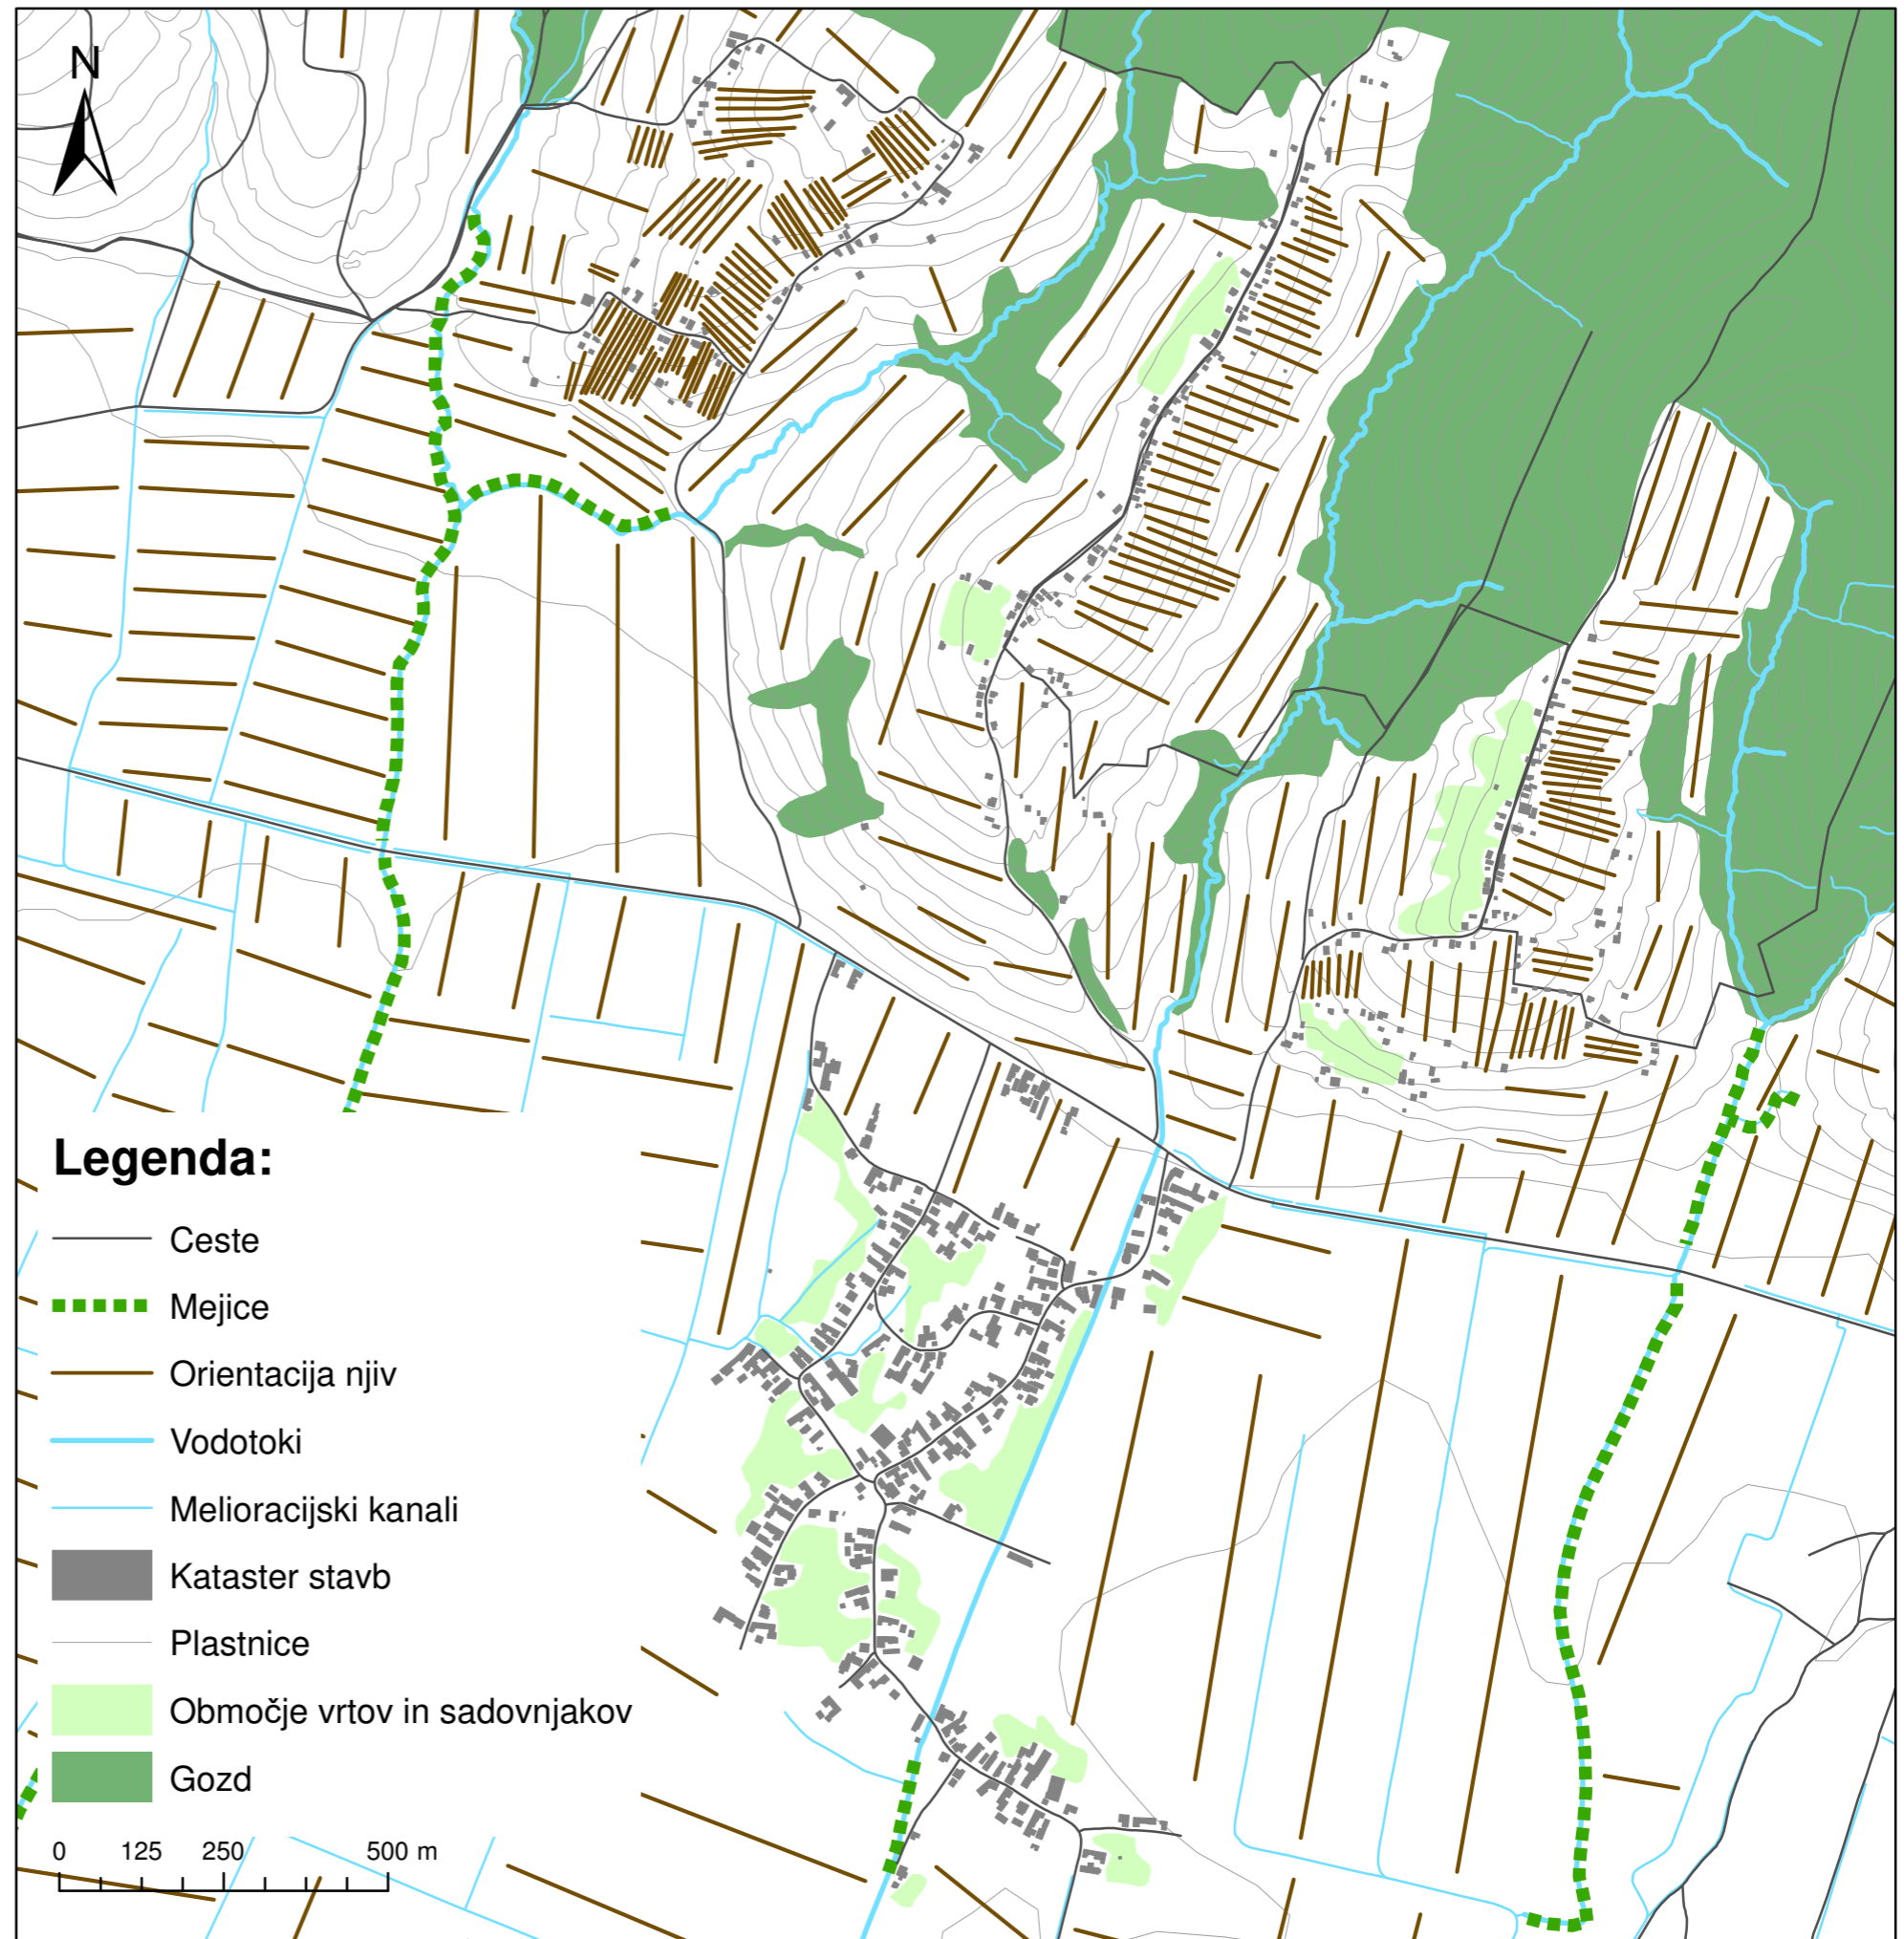 N
Legenda:
Ceste
Mejice
Orientacija njiv
Vodotoki
Melioracijski kanali
Kataster stavb
Plastnice
Območje vrtov in sadovnjakov
Gozd
0 125 250 500 m